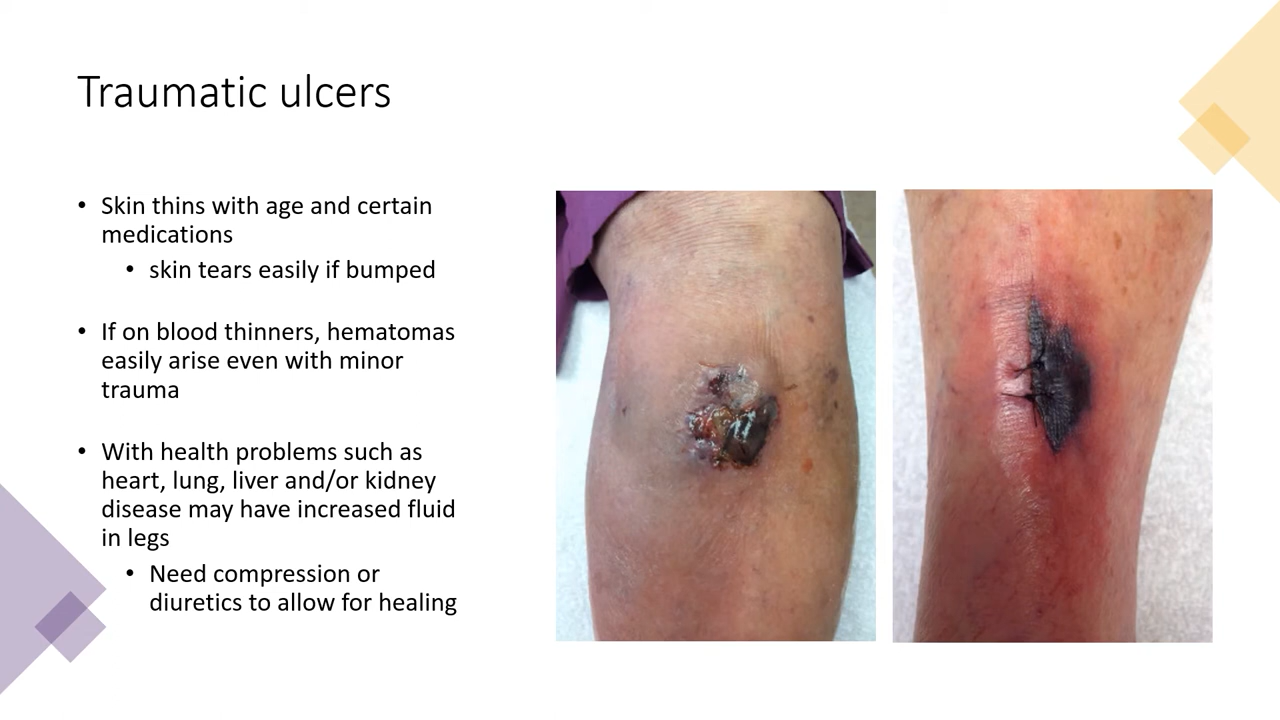 Traumatic ulcers
• Skin thins with age and certain
medications
• skin tears easily if bumped
• If on blood thinners, hematomas
easily arise even with minor
trauma
• With health problems such as
heart, lung, liver and/or kidney
disease may have increased fluid
in legs
• Need compression or
diuretics to allow for healing